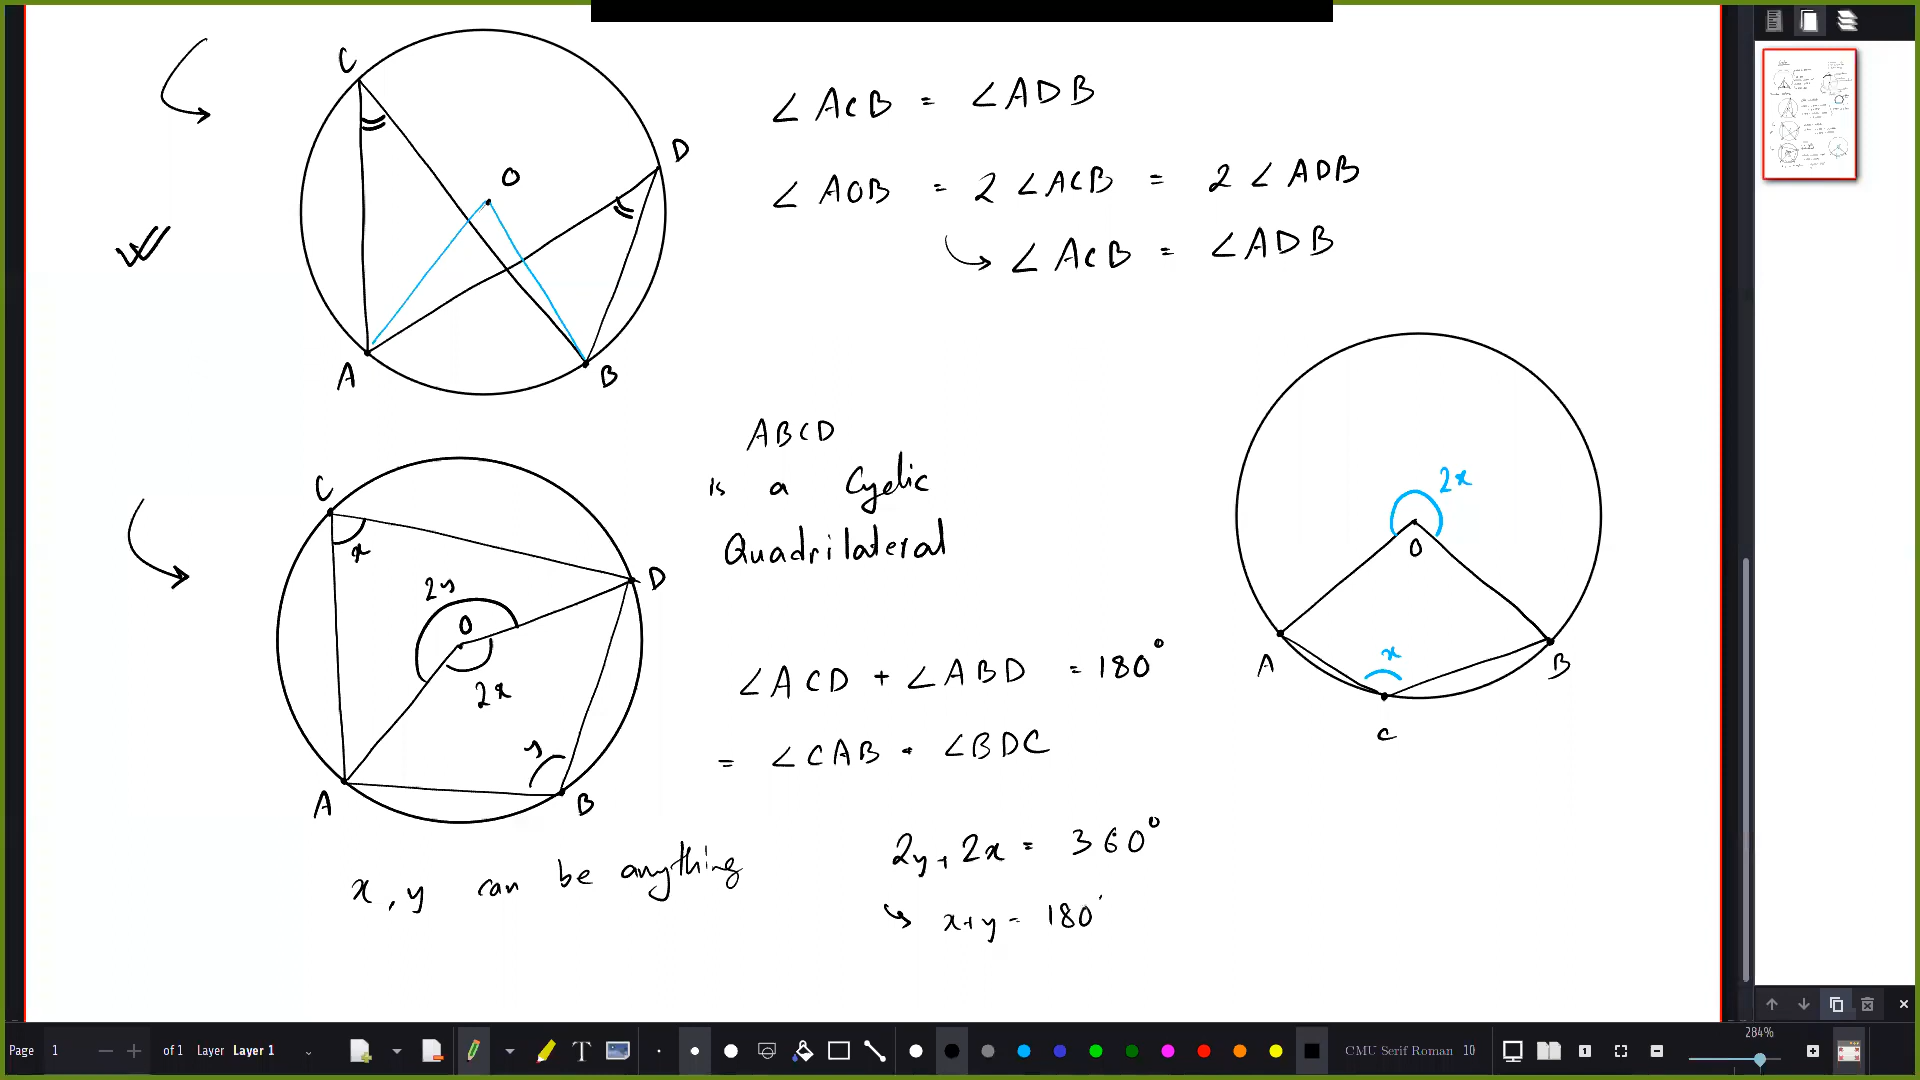 C
D
O
A
B
∠ACB = ∠ADB
∠AOB = 2∠ACB = 2∠ADB
↳ ∠ACB = ∠ADB
C
x
D
2y
O
2x
y
A
B
ABCD
is a Cyclic
Quadrilateral
∠ACD + ∠ABD = 180°
= ∠CAB + ∠BDC
x, y can be anything
2y + 2x = 360°
↳ x+y = 180°
2x
O
x
A
B
C
Page 1 of 1 Layer Layer 1
CMU Serif Roman 10
284%